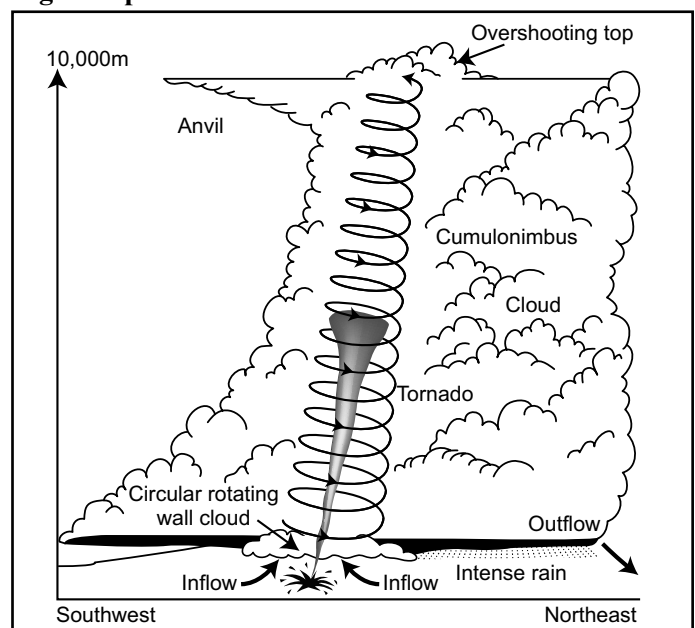 Overshooting top
10,000m
Anvil
Cumulonimbus
Cloud
Tornado
Circular rotating
wall cloud
Outflow
Inflow
Inflow
Intense rain
Southwest
Northeast